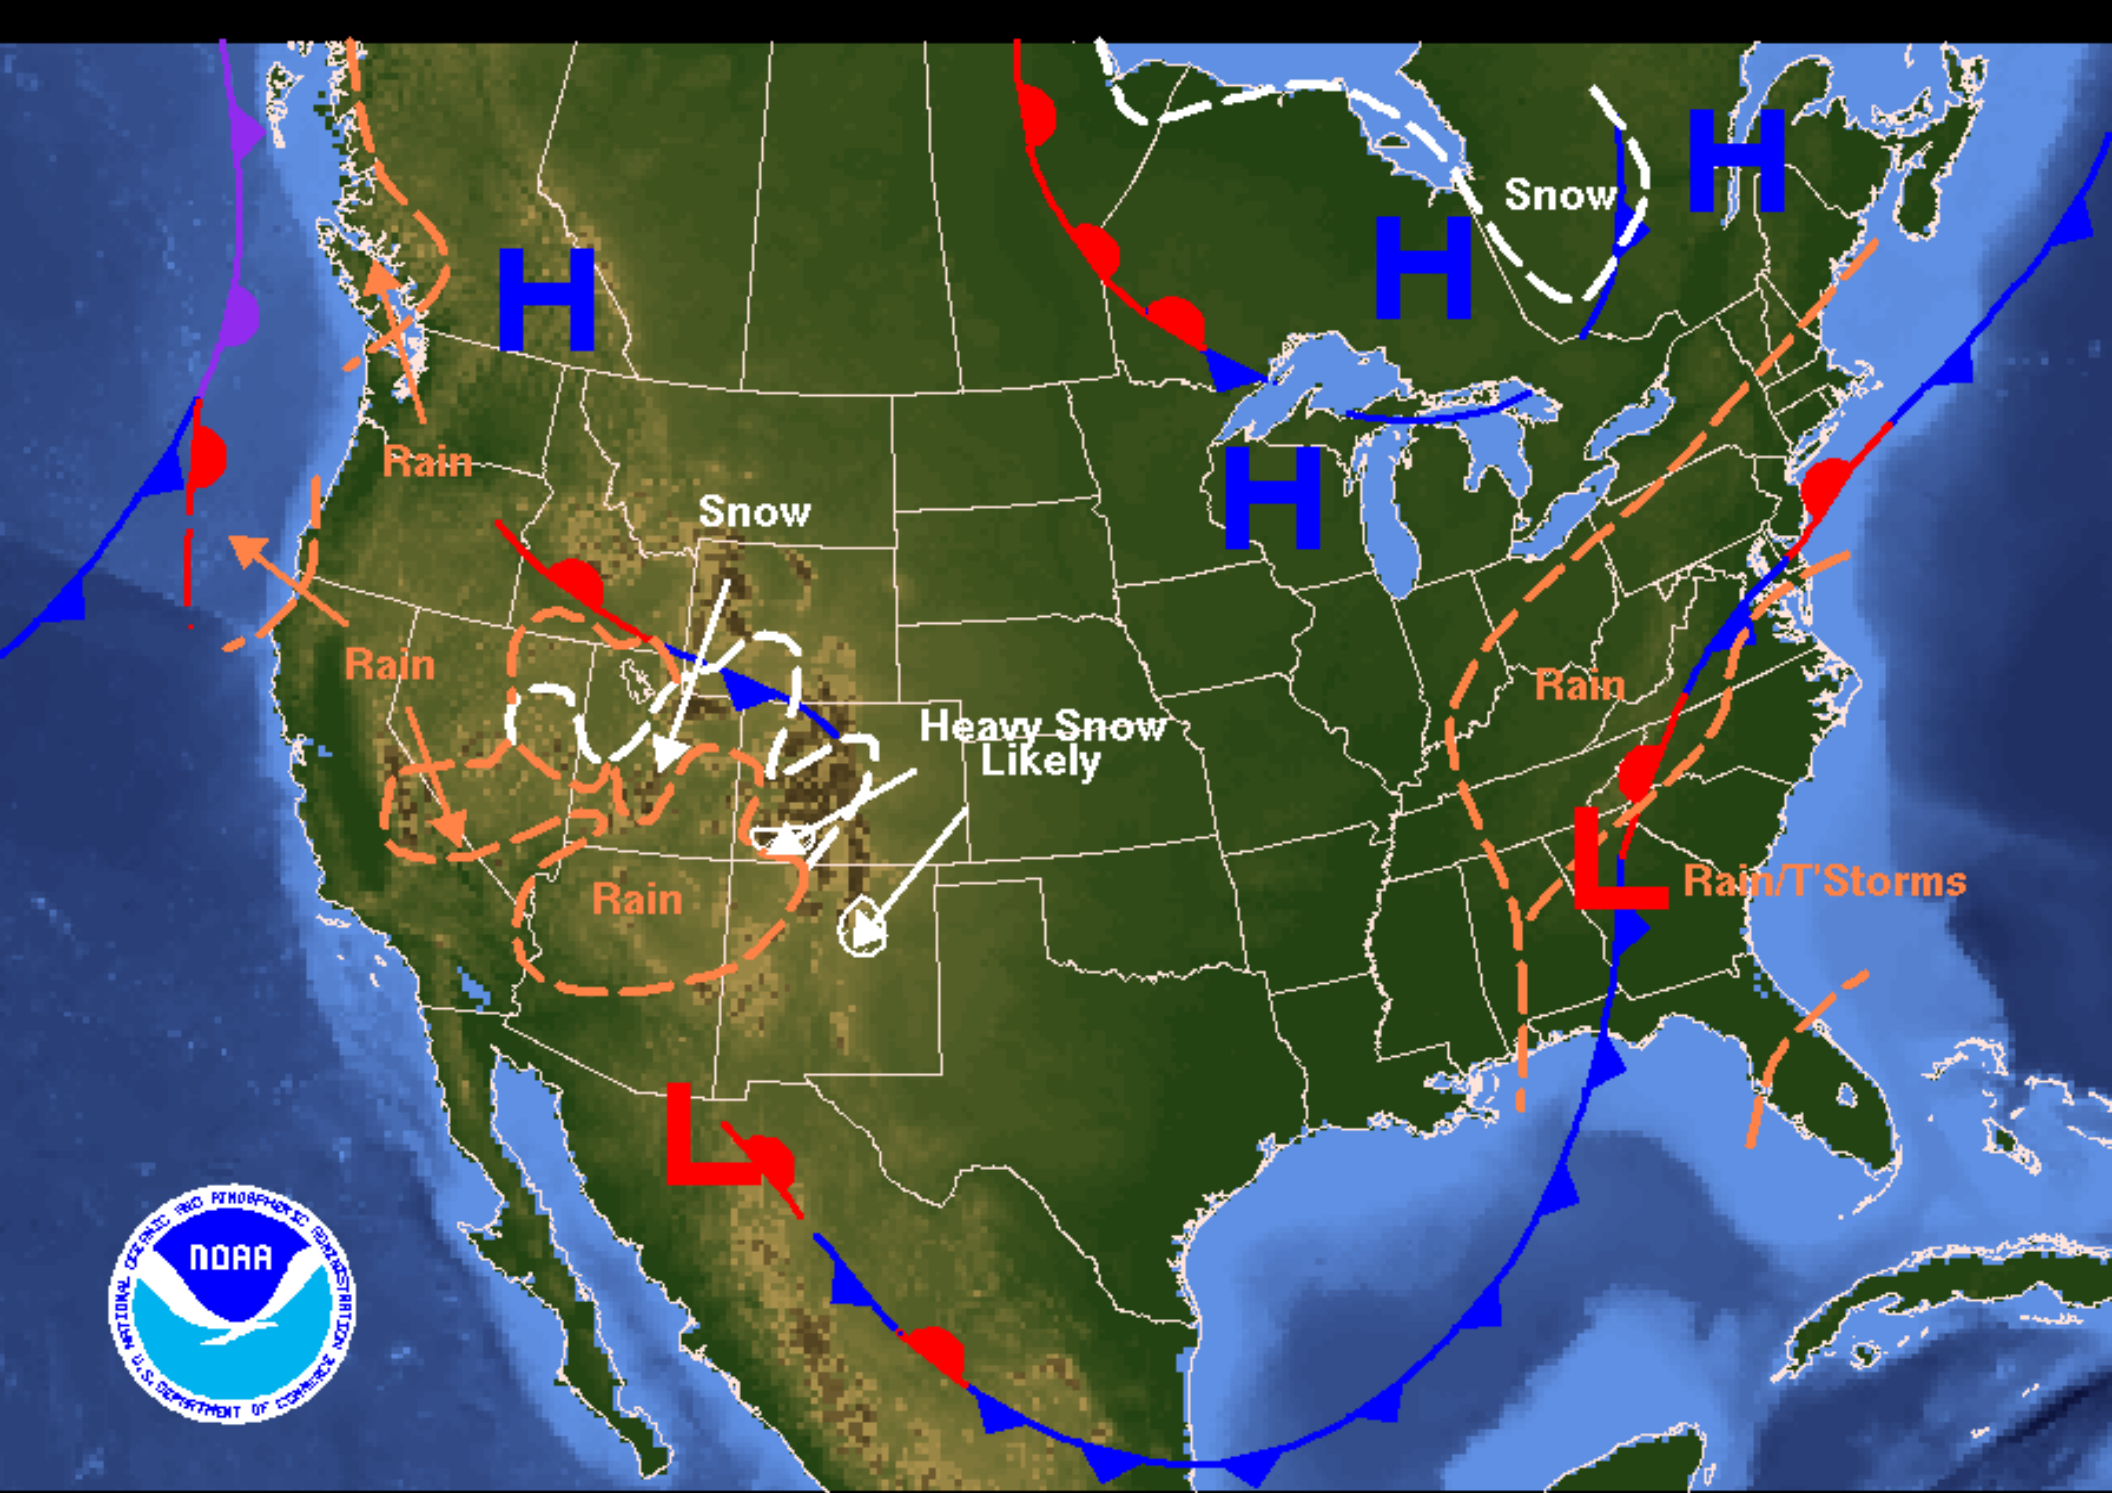 H
Snow
H
H
Rain
H
Snow
Rain
Rain
Heavy Snow
Likely
L
Rain/T'Storms
Rain
L
NATIONAL OCEANIC AND ATMOSPHERIC ADMINISTRATION
NOAA
U.S. DEPARTMENT OF COMMERCE